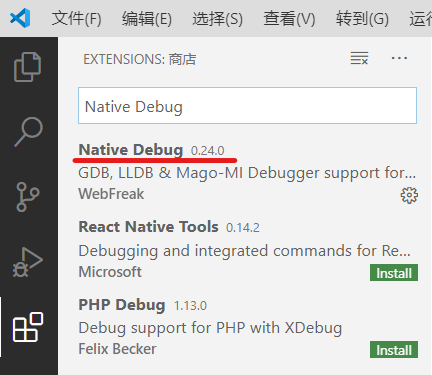 文件(F) 编辑(E) 选择(S) 查看(V) 转到(G)
EXTENSIONS: 商店
Native Debug
Native Debug 0.24.0
GDB, LLDB & Mago-MI Debugger support for...
WebFreak
React Native Tools 0.14.2
Debugging and integrated commands for Re...
Microsoft Install
PHP Debug 1.13.0
Debug support for PHP with XDebug
Felix Becker Install